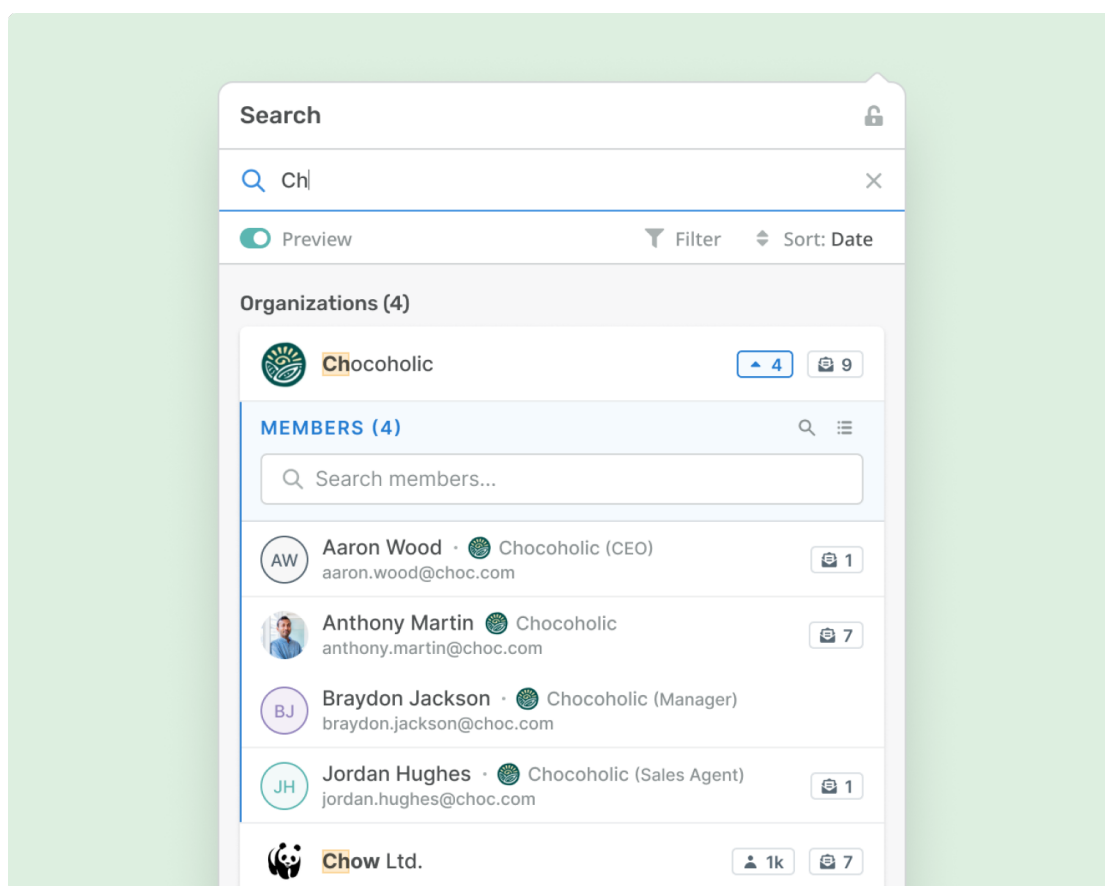 Search
Ch
Preview Filter Sort: Date
Organizations (4)
Chocoholic 4 9
MEMBERS (4)
Search members...
AW Aaron Wood · Chocoholic (CEO) 1
aaron.wood@choc.com
Anthony Martin Chocoholic 7
anthony.martin@choc.com
BJ Braydon Jackson · Chocoholic (Manager)
braydon.jackson@choc.com
JH Jordan Hughes · Chocoholic (Sales Agent) 1
jordan.hughes@choc.com
Chow Ltd. 1k 7